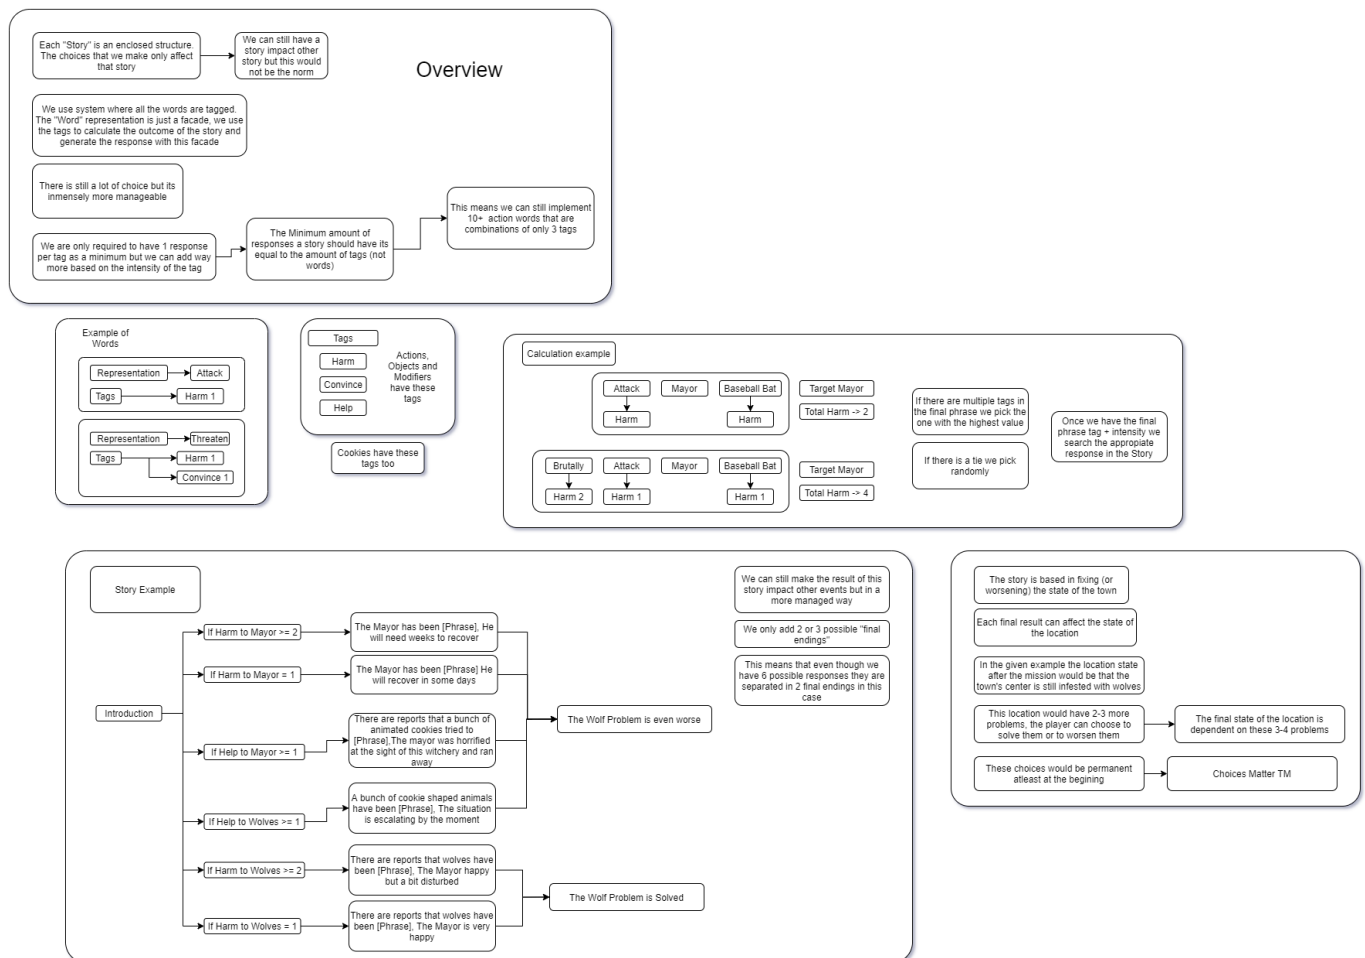 Each "Story" is an enclosed structure.
The choices that we make only affect
that story
We can still have a
story impact other
story but this would
not be the norm
Overview
We use system where all the words are tagged.
The "Word" representation is just a facade, we use
the tags to calculate the outcome of the story and
generate the response with this facade
There is still a lot of choice but its
inmensely more manageable
We are only required to have 1 response
per tag as a minimum but we can add way
more based on the intensity of the tag
The Minimum amount of
responses a story should have its
equal to the amount of tags (not
words)
This means we can still implement
10+ action words that are
combinations of only 3 tags
Example of
Words
Representation
Attack
Tags
Harm 1
Representation
Threaten
Tags
Harm 1
Convince 1
Tags
Harm
Convince
Help
Actions,
Objects and
Modifiers
have these
tags
Cookies have these
tags too
Calculation example
Attack
Mayor
Baseball Bat
Harm
Harm
Target Mayor
Total Harm -> 2
Brutally
Attack
Mayor
Baseball Bat
Harm 2
Harm 1
Harm 1
Target Mayor
Total Harm -> 4
If there are multiple tags in
the final phrase we pick the
one with the highest value
If there is a tie we pick
randomly
Once we have the final
phrase tag + intensity we
search the appropiate
response in the Story
Story Example
Introduction
If Harm to Mayor >= 2
The Mayor has been [Phrase], He
will need weeks to recover
If Harm to Mayor = 1
The Mayor has been [Phrase] He
will recover in some days
If Help to Mayor >= 1
There are reports that a bunch of
animated cookies tried to
[Phrase],The mayor was horrified
at the sight of this witchery and ran
away
If Help to Wolves >= 1
A bunch of cookie shaped animals
have been [Phrase], The situation
is escalating by the moment
If Harm to Wolves >= 2
There are reports that wolves have
been [Phrase], The Mayor happy
but a bit disturbed
If Harm to Wolves = 1
There are reports that wolves have
been [Phrase], The Mayor is very
happy
The Wolf Problem is even worse
The Wolf Problem is Solved
We can still make the result of this
story impact other events but in a
more managed way
We only add 2 or 3 possible "final
endings"
This means that even though we
have 6 possible responses they are
separated in 2 final endings in this
case
The story is based in fixing (or
worsening) the state of the town
Each final result can affect the state of
the location
In the given example the location state
after the mission would be that the
town's center is still infested with wolves
This location would have 2-3 more
problems, the player can choose to
solve them or to worsen them
The final state of the location is
dependent on these 3-4 problems
These choices would be permanent
atleast at the begining
Choices Matter TM